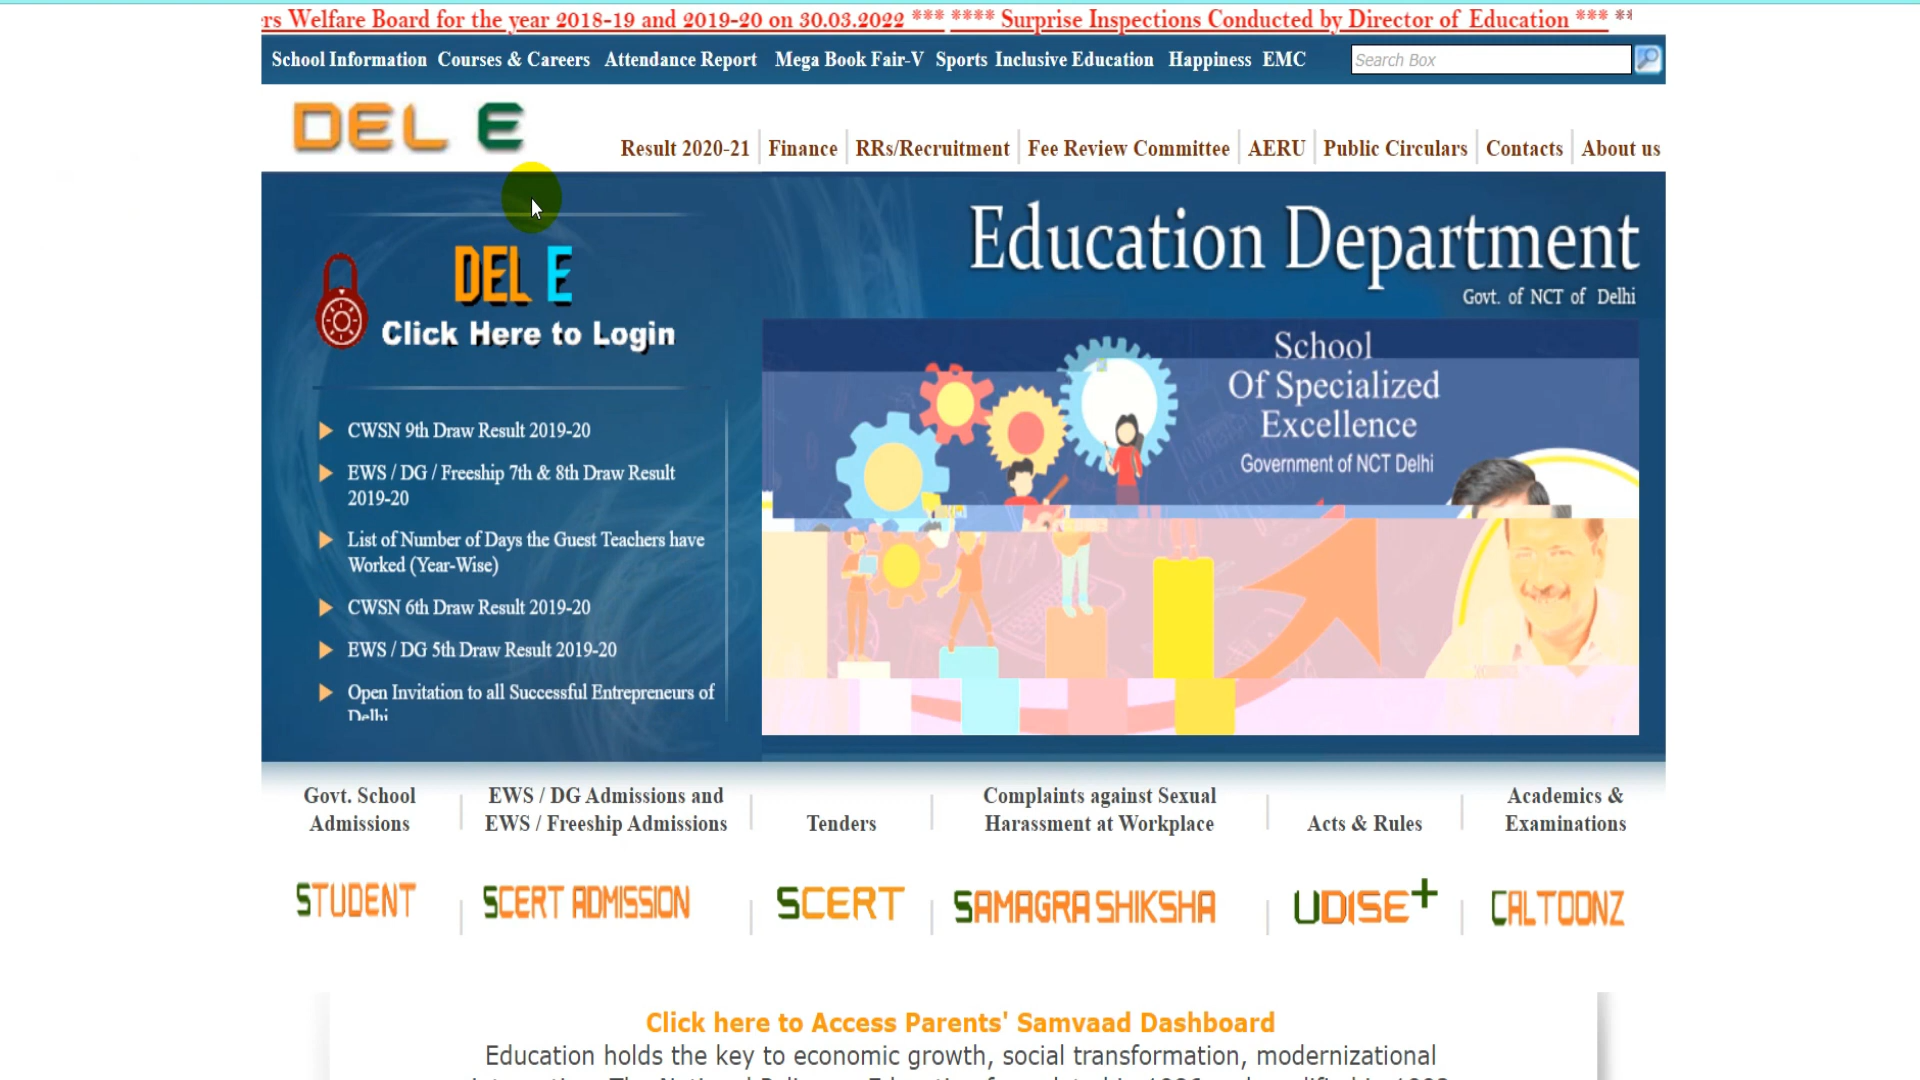 rs Welfare Board for the year 2018-19 and 2019-20 on 30.03.2022 *** **** Surprise Inspections Conducted by Director of Education *** **
School Information Courses & Careers Attendance Report Mega Book Fair-V Sports Inclusive Education Happiness EMC Search Box
DEL E
Result 2020-21 Finance RRs/Recruitment Fee Review Committee AERU Public Circulars Contacts About us
Education Department
Govt. of NCT of Delhi
DEL E
Click Here to Login
School
Of Specialized
Excellence
Government of NCT Delhi
CWSN 9th Draw Result 2019-20
EWS / DG / Freeship 7th & 8th Draw Result
2019-20
List of Number of Days the Guest Teachers have
Worked (Year-Wise)
CWSN 6th Draw Result 2019-20
EWS / DG 5th Draw Result 2019-20
Open Invitation to all Successful Entrepreneurs of
Delhi
Govt. School
Admissions
EWS / DG Admissions and
EWS / Freeship Admissions
Tenders
Complaints against Sexual
Harassment at Workplace
Acts & Rules
Academics &
Examinations
STUDENT SCERT ADMISSION SCERT SAMAGRA SHIKSHA UDISE+ CALTOONZ
Click here to Access Parents' Samvaad Dashboard
Education holds the key to economic growth, social transformation, modernizational